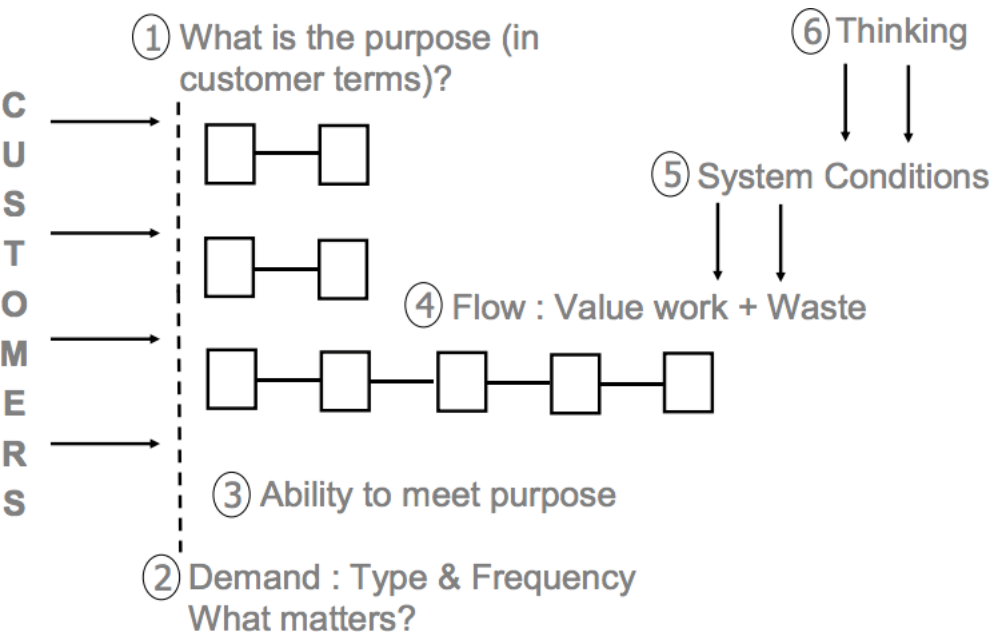 CUSTOMERS
1 What is the purpose (in
customer terms)?
6 Thinking
5 System Conditions
4 Flow : Value work + Waste
3 Ability to meet purpose
2 Demand : Type & Frequency
What matters?